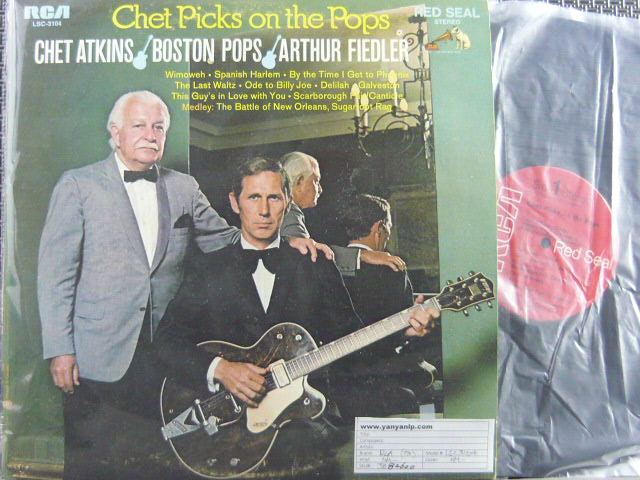 Chet Picks on the Pops
RCA
LSC-3104
RED SEAL
STEREO
CHET ATKINS BOSTON POPS ARTHUR FIEDLER
Wimoweh • Spanish Harlem • By the Time I Get to Phoenix
The Last Waltz • Ode to Billy Joe • Delilah • Galveston
This Guy's in Love with You • Scarborough Fair/Canticle
Medley: The Battle of New Orleans, Sugarfoot Rag
RCA
Red Seal
www.yanyanlp.com
RCA